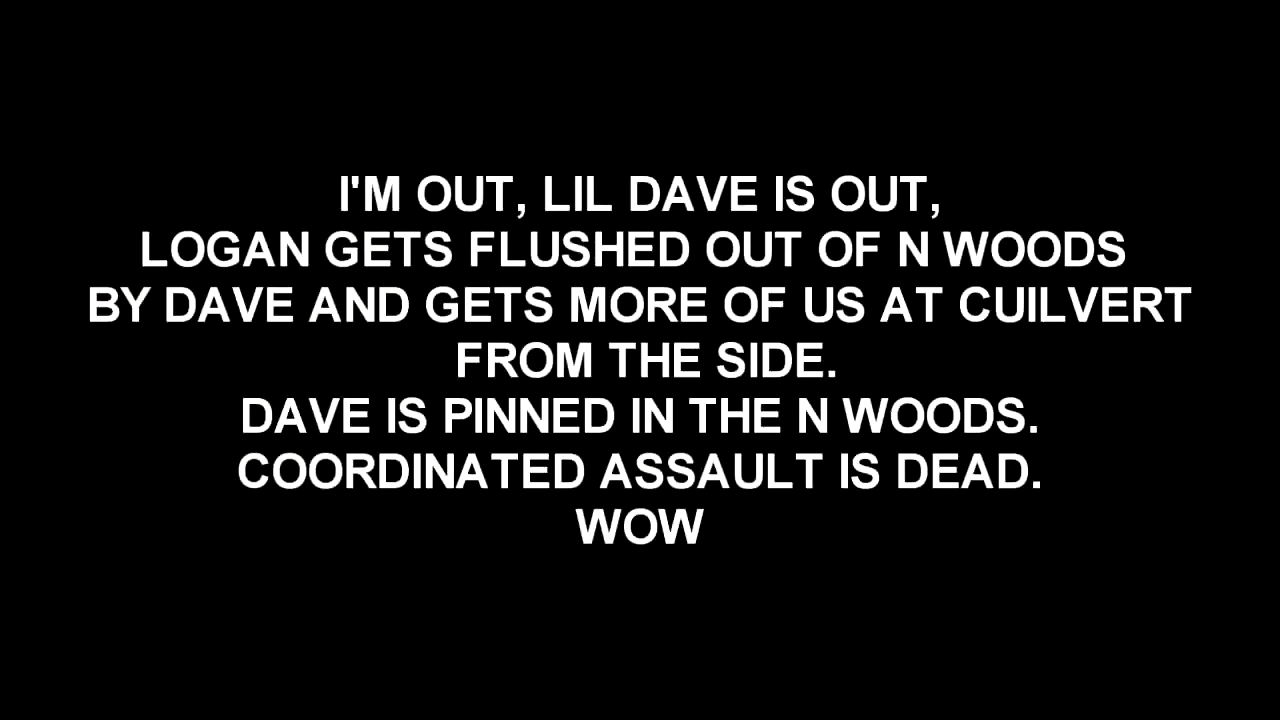 I'M OUT, LIL DAVE IS OUT,
LOGAN GETS FLUSHED OUT OF N WOODS
BY DAVE AND GETS MORE OF US AT CUILVERT
FROM THE SIDE.
DAVE IS PINNED IN THE N WOODS.
COORDINATED ASSAULT IS DEAD.
WOW